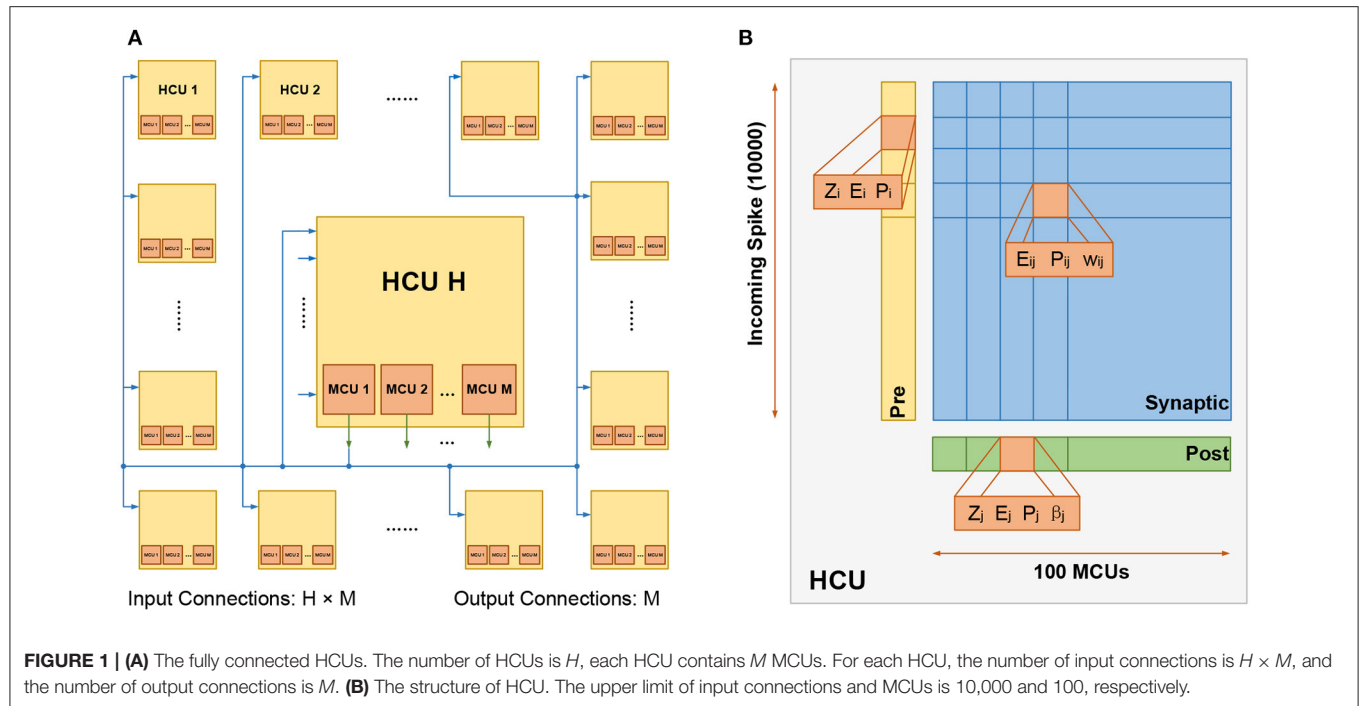 A
HCU 1
MCU 1 MCU 2 ... MCU M
HCU 2
MCU 1 MCU 2 ... MCU M
......
MCU 1 MCU 2 ... MCU M
MCU 1 MCU 2 ... MCU M
MCU 1 MCU 2 ... MCU M
MCU 1 MCU 2 ... MCU M
......
HCU H
......
MCU 1 MCU 2 ... MCU M
...
......
MCU 1 MCU 2 ... MCU M
MCU 1 MCU 2 ... MCU M
MCU 1 MCU 2 ... MCU M
MCU 1 MCU 2 ... MCU M
......
MCU 1 MCU 2 ... MCU M
MCU 1 MCU 2 ... MCU M
Input Connections: H × M
Output Connections: M
B
Incoming Spike (10000)
Zi Ei Pi
Pre
Eij Pij wij
Synaptic
Post
Zj Ej Pj βj
100 MCUs
HCU
FIGURE 1 | (A) The fully connected HCUs. The number of HCUs is H, each HCU contains M MCUs. For each HCU, the number of input connections is H × M, and
the number of output connections is M. (B) The structure of HCU. The upper limit of input connections and MCUs is 10,000 and 100, respectively.